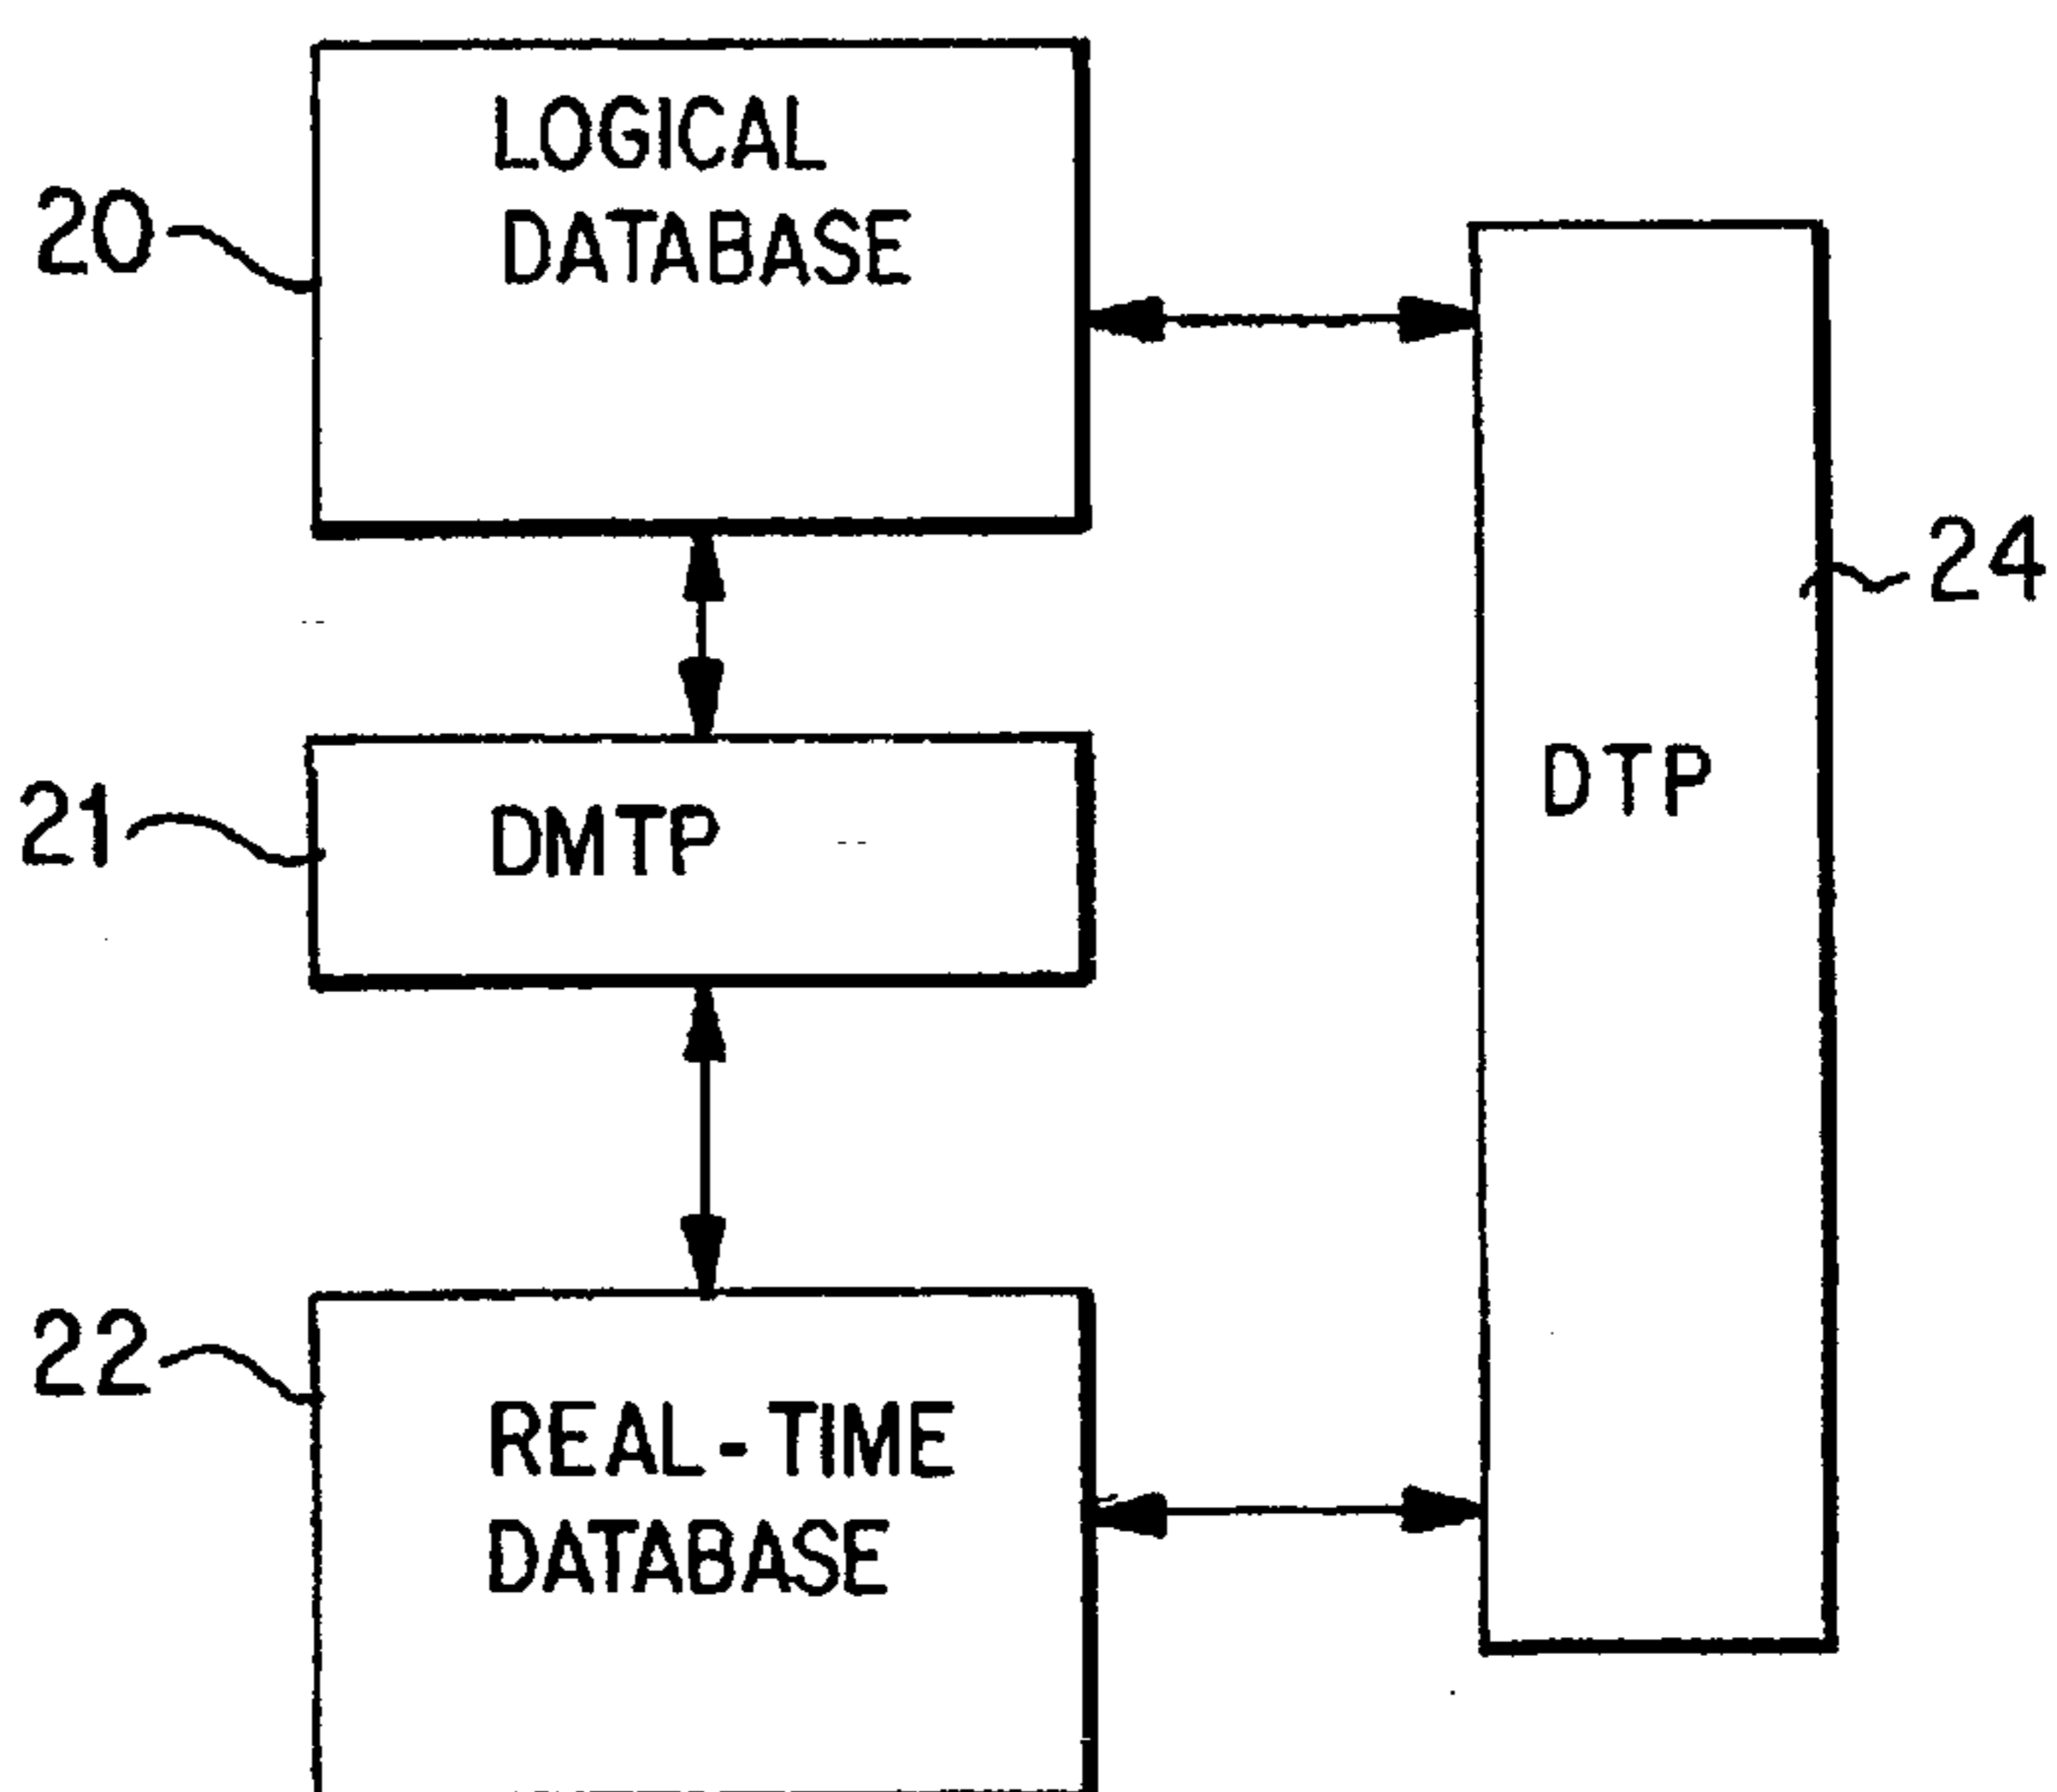 LOGICAL
DATABASE
20
24
DTP
21
DMTP
22
REAL-TIME
DATABASE